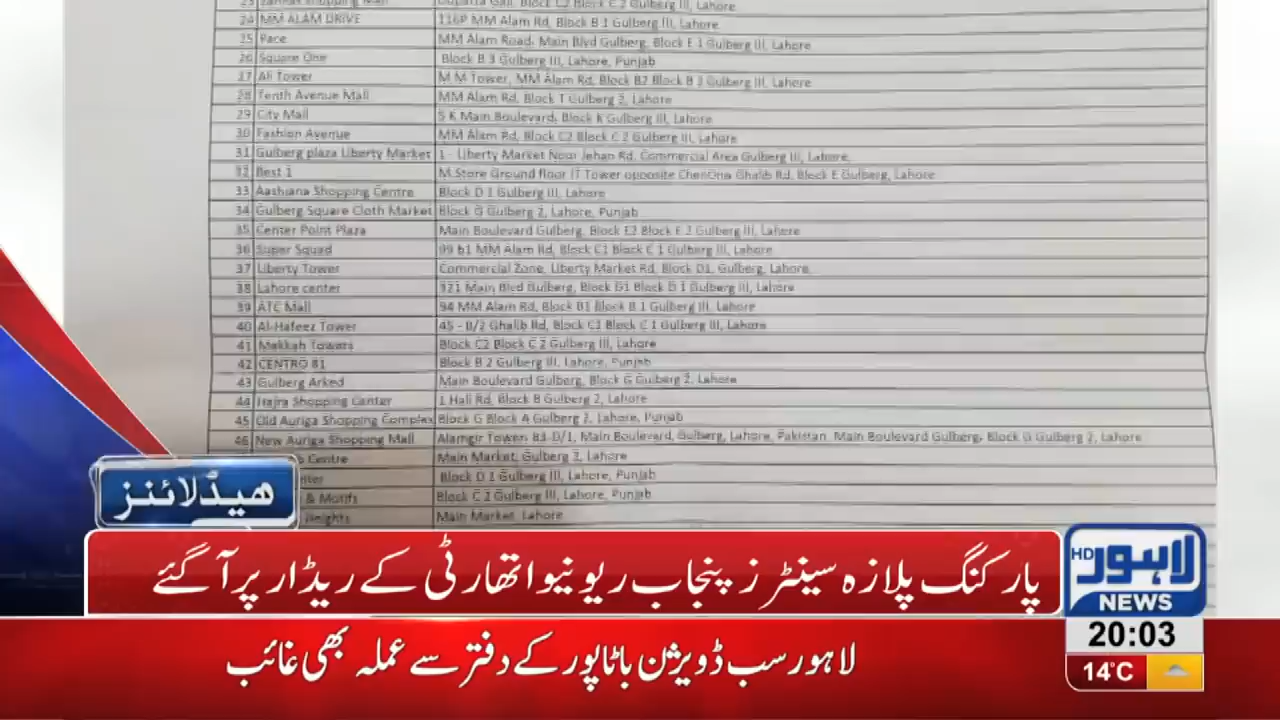 24 MM ALAM DRIVE 116P MM Alam Rd, Block B 1 Gulberg III, Lahore
25 Pace MM Alam Road, Main Blvd Gulberg, Block E 1 Gulberg III, Lahore
26 Square One Block B 3 Gulberg III, Lahore, Punjab
27 Ali Tower M M Tower, MM Alam Rd, Block B2 Block B 2 Gulberg III, Lahore
28 Tenth Avenue Mall MM Alam Rd, Block T Gulberg 2, Lahore
29 City Mall 5 K Main Boulevard, Block K Gulberg III, Lahore
30 Fashion Avenue MM Alam Rd, Block C2 Block C 2 Gulberg III, Lahore
31 Gulberg plaza Liberty Market 1 - Liberty Market Noor Jehan Rd, Commercial Area Gulberg III, Lahore,
32 Best 1 M.Store Ground floor IT Tower opposite ChenOne Ghalib Rd, Block E Gulberg, Lahore
33 Aashiana Shopping Centre Block D 1 Gulberg III, Lahore
34 Gulberg Square Cloth Market Block G Gulberg 2, Lahore, Punjab
35 Center Point Plaza Main Boulevard Gulberg, Block E2 Block E 2 Gulberg III, Lahore
36 Super Squad 99 b1 MM Alam Rd, Block C1 Block C 1 Gulberg III, Lahore
37 Liberty Tower Commercial Zone, Liberty Market Rd, Block D1, Gulberg, Lahore
38 Lahore center 321 Main Blvd Gulberg, Block D1 Block D 1 Gulberg III, Lahore
39 ATC Mall 94 MM Alam Rd, Block B1 Block B 1 Gulberg III, Lahore
40 Al-Hafeez Tower 45 - B/2 Ghalib Rd, Block C1 Block C 1 Gulberg III, Lahore
41 Makkah Towers Block C2 Block C 2 Gulberg III, Lahore
42 CENTRO 81 Block B 2 Gulberg III, Lahore, Punjab
43 Gulberg Arked Main Boulevard Gulberg, Block G Gulberg 2, Lahore
44 Hajra Shopping Center 1 Hali Rd, Block B Gulberg 2, Lahore
45 Old Auriga Shopping Complex Block G Block A Gulberg 2, Lahore, Punjab
46 New Auriga Shopping Mall Alamgir Tower 83-D/1, Main Boulevard, Gulberg, Lahore, Pakistan, Main Boulevard Gulberg, Block G Gulberg 2, Lahore
Centre Main Market, Gulberg 2, Lahore
Block D 1 Gulberg III, Lahore, Punjab
& Motifs Block C 2 Gulberg III, Lahore, Punjab
Heights Main Market, Lahore
ھیڈلائنز
پارکنگ پلازہ سینٹرز پنجاب ریونیو اتھارٹی کے ریڈار پر آ گئے
HD لاہور
NEWS
20:03
لاہور سب ڈویژن باٹاپور کے دفتر سے عملہ بھی غائب
14°C